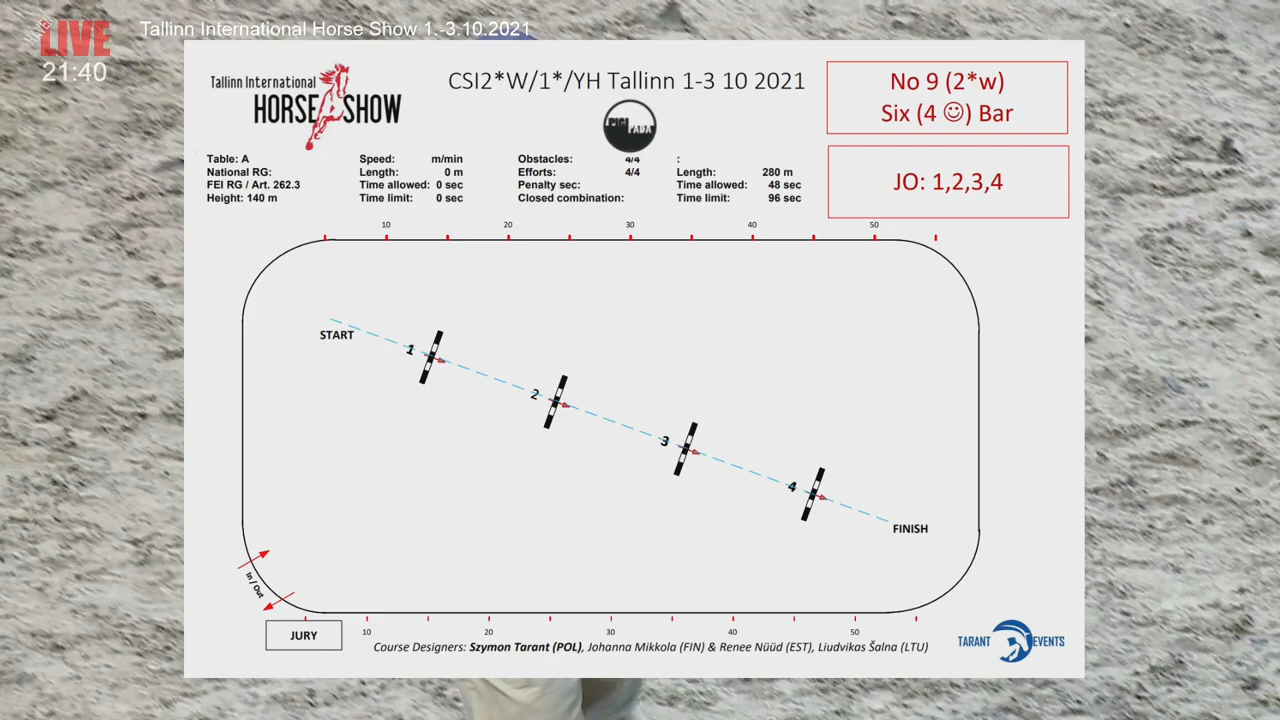 LIVE
21:40
Tallinn International Horse Show 1.-3.10.2021
Tallinn International
HORSE SHOW
CSI2*W/1*/YH Tallinn 1-3 10 2021
PIGIPADA
No 9 (2*w)
Six (4 ☺) Bar
JO: 1,2,3,4
Table: A Speed: m/min Obstacles: 4/4 :
National RG: Length: 0 m Efforts: 4/4 Length: 280 m
FEI RG / Art. 262.3 Time allowed: 0 sec Penalty sec: Time allowed: 48 sec
Height: 140 m Time limit: 0 sec Closed combination: Time limit: 96 sec
10 20 30 40 50
START
1
2
3
4
FINISH
In / Out
JURY
10 20 30 40 50
Course Designers: Szymon Tarant (POL), Johanna Mikkola (FIN) & Renee Nüüd (EST), Liudvikas Šalna (LTU)
TARANT EVENTS